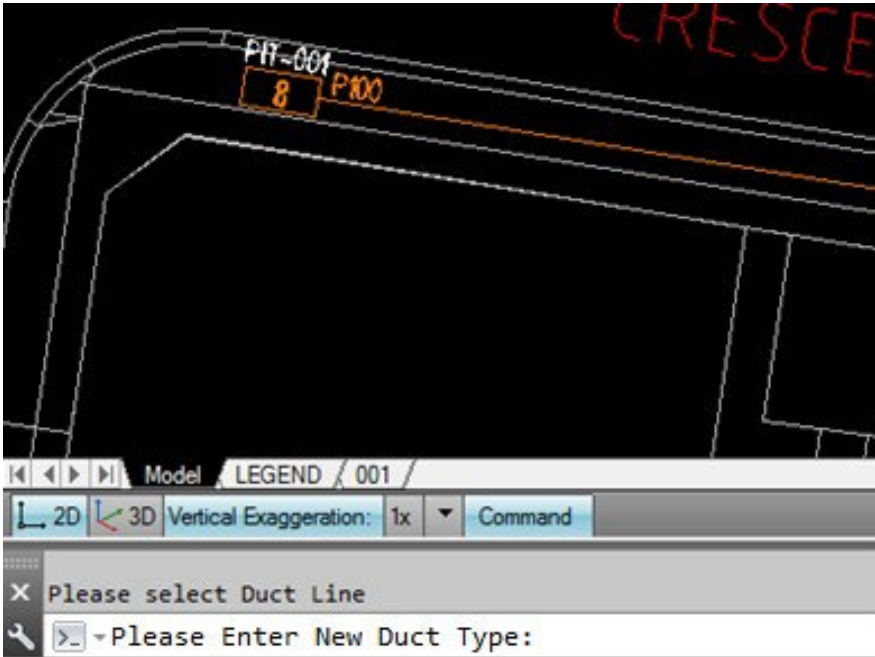 CRESCE
PIT-001
8
P100
Model LEGEND 001
2D 3D Vertical Exaggeration: 1x Command
Please select Duct Line
Please Enter New Duct Type: